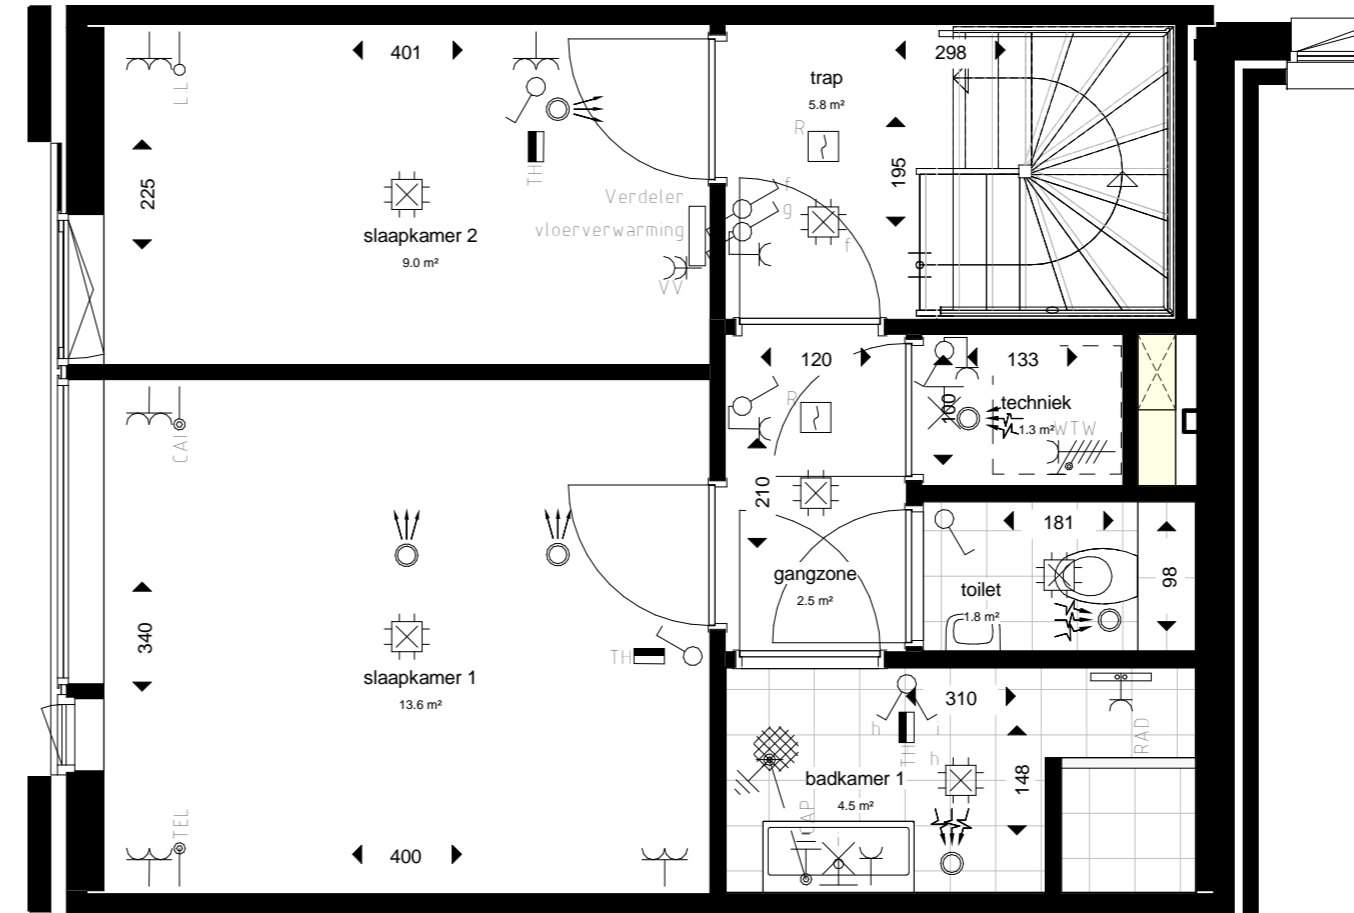 401
298
trap
5.8 m²
L.L
R
225
TH
195
Verdeler
vloerverwarming
f
g
f
slaapkamer 2
9.0 m²
VV
120
133
R
100
techniek
1.3 m²
WTW
CAI
210
181
98
gangzone
2.5 m²
toilet
1.8 m²
340
TH
slaapkamer 1
13.6 m²
310
h
TH
i
h
RAD
badkamer 1
4.5 m²
148
TEL
400